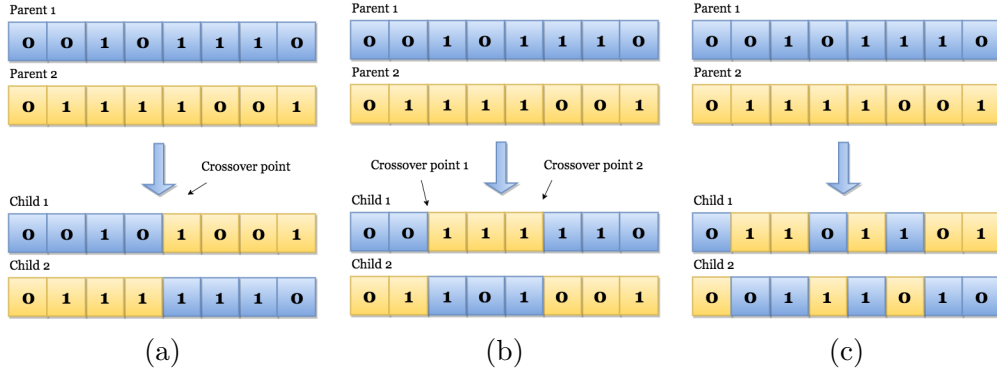 Parent 1
0 0 1 0 1 1 1 0
Parent 2
0 1 1 1 1 0 0 1
Crossover point
Child 1
0 0 1 0 1 0 0 1
Child 2
0 1 1 1 1 1 1 0
(a)
Parent 1
0 0 1 0 1 1 1 0
Parent 2
0 1 1 1 1 0 0 1
Crossover point 1
Crossover point 2
Child 1
0 0 1 1 1 1 1 0
Child 2
0 1 1 0 1 0 0 1
(b)
Parent 1
0 0 1 0 1 1 1 0
Parent 2
0 1 1 1 1 0 0 1
Child 1
0 1 1 0 1 1 0 1
Child 2
0 0 1 1 1 0 1 0
(c)